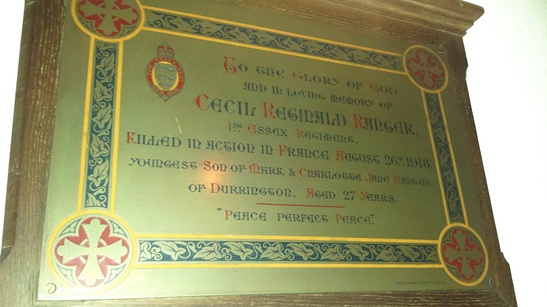 To the Glory of God
and in loving memory of
Cecil Reginald Ranger,
1st Essex Regiment,
Killed in action in France August 26th 1918,
youngest Son of Mark & Charlotte Jane Ranger,
of Durrington, Aged 27 Years.
"Peace Perfect Peace".